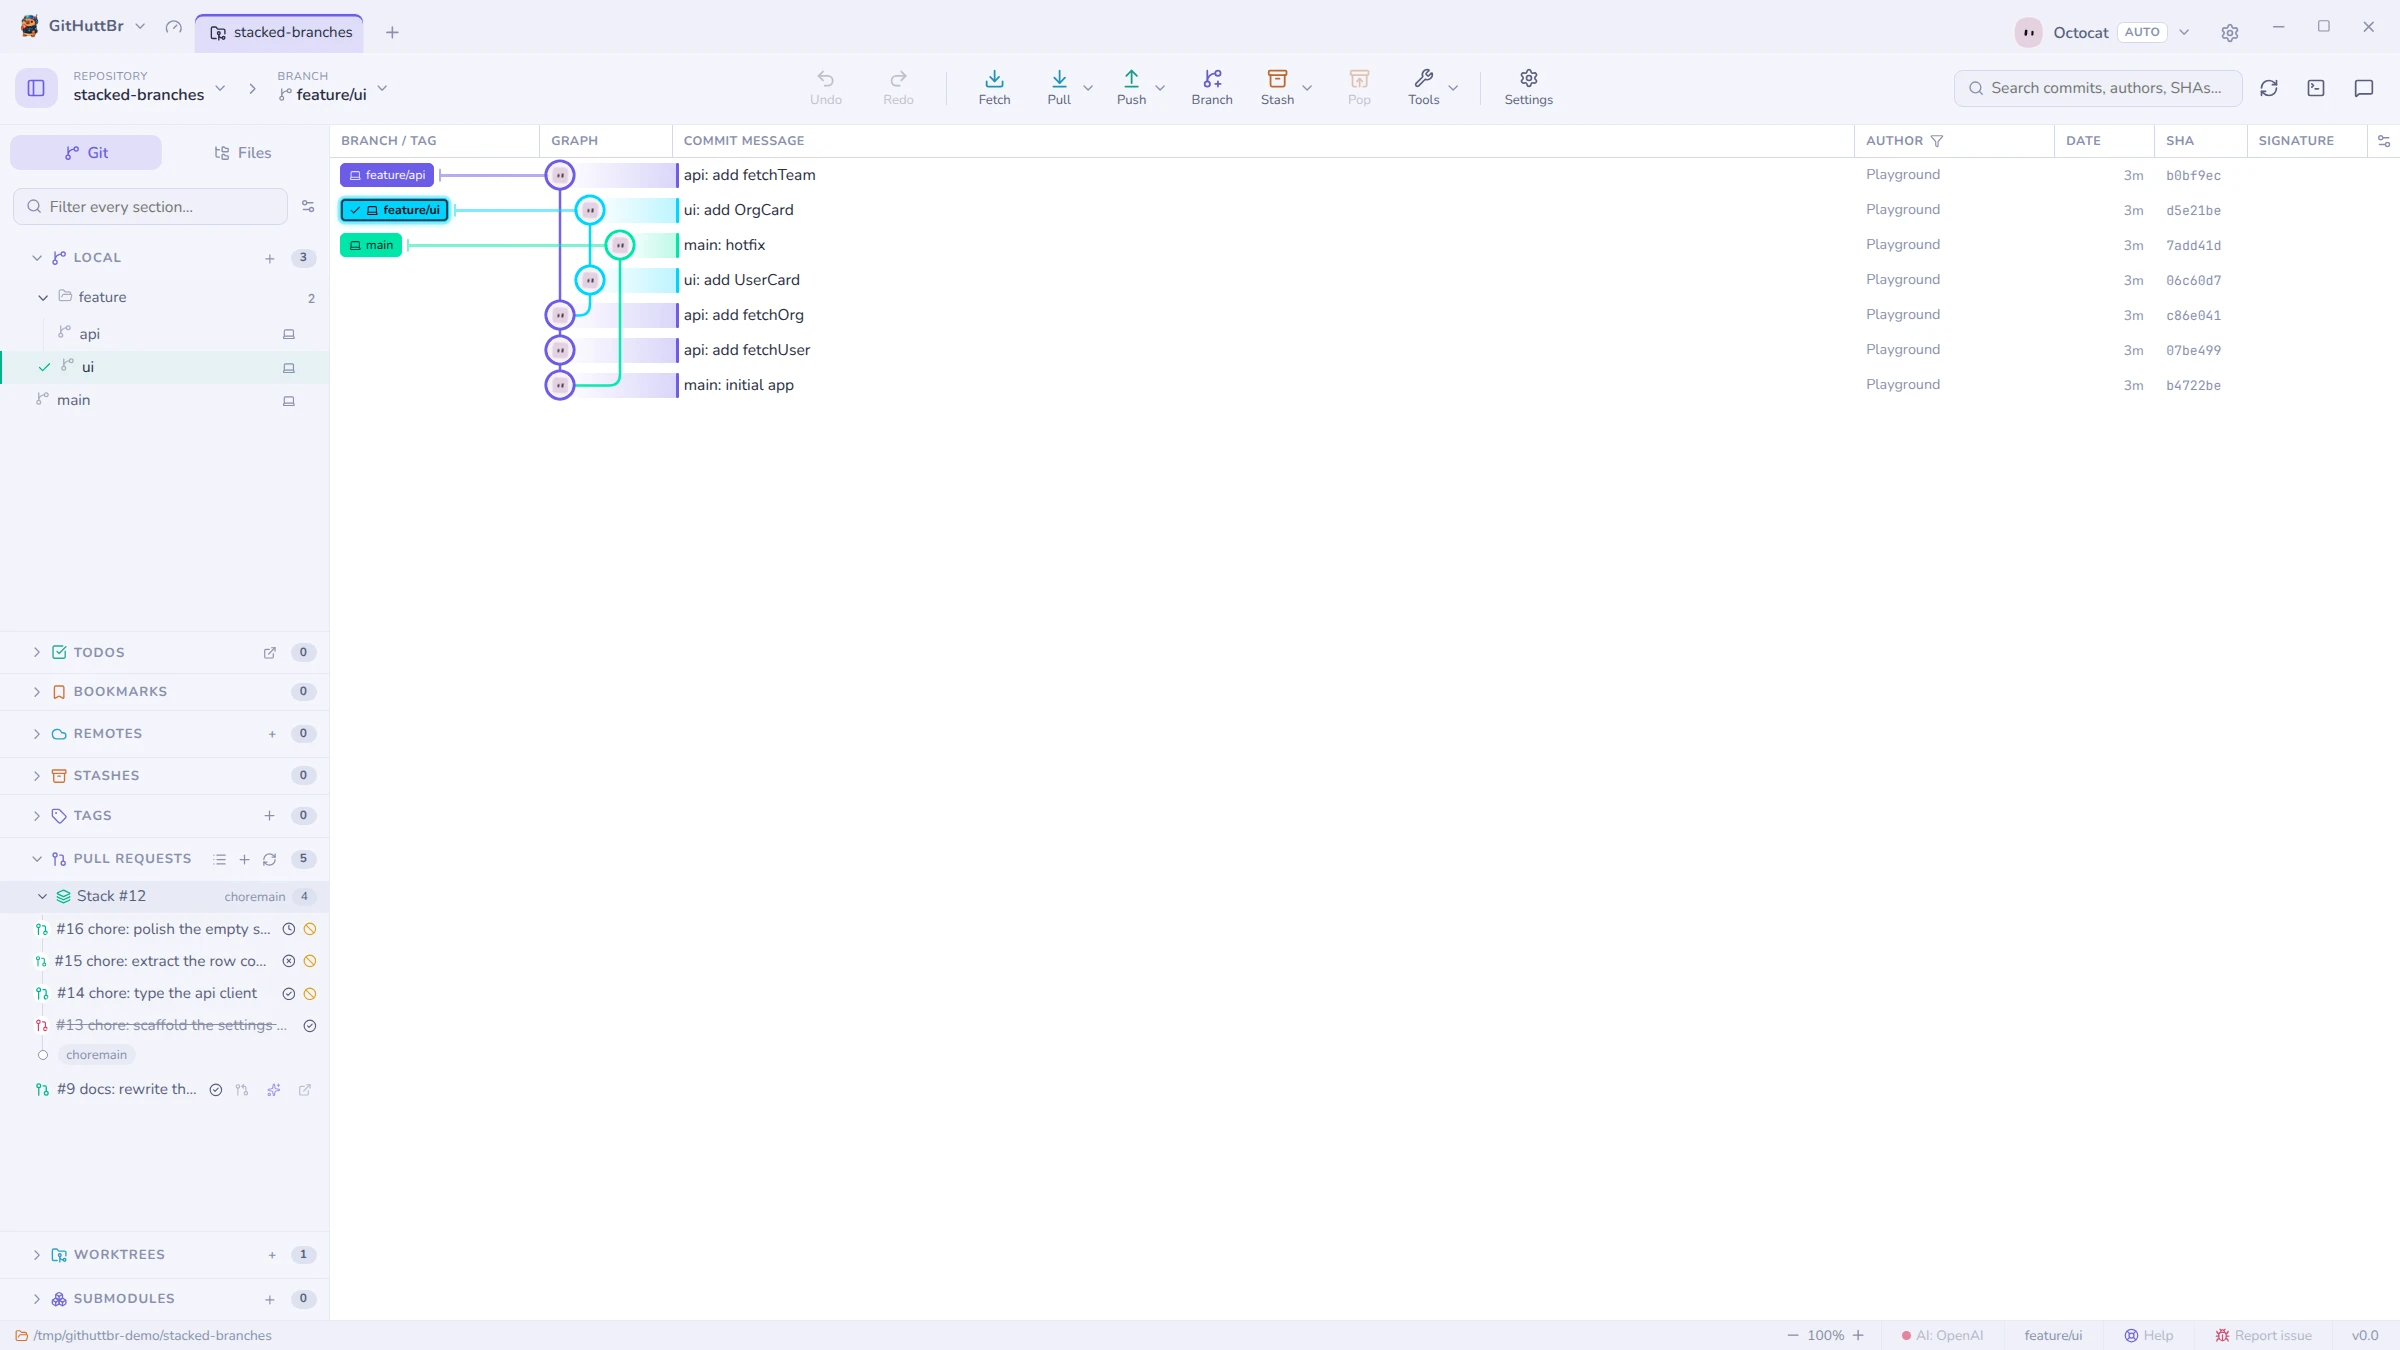 GitHuttBr
stacked-branches
Octocat
AUTO
REPOSITORY
stacked-branches
BRANCH
feature/ui
Undo
Redo
Fetch
Pull
Push
Branch
Stash
Pop
Tools
Settings
Search commits, authors, SHAs...
Git
Files
Filter every section...
LOCAL
3
feature
2
api
ui
main
TODOS
0
BOOKMARKS
0
REMOTES
0
STASHES
0
TAGS
0
PULL REQUESTS
5
Stack #12
choremain
4
#16 chore: polish the empty s...
#15 chore: extract the row co...
#14 chore: type the api client
#13 chore: scaffold the settings ...
choremain
#9 docs: rewrite th...
WORKTREES
1
SUBMODULES
0
BRANCH / TAG
GRAPH
COMMIT MESSAGE
AUTHOR
DATE
SHA
SIGNATURE
feature/api
api: add fetchTeam
Playground
3m
b0bf9ec
feature/ui
ui: add OrgCard
Playground
3m
d5e21be
main
main: hotfix
Playground
3m
7add41d
ui: add UserCard
Playground
3m
06c60d7
api: add fetchOrg
Playground
3m
c86e041
api: add fetchUser
Playground
3m
07be499
main: initial app
Playground
3m
b4722be
/tmp/githuttbr-demo/stacked-branches
100%
AI: OpenAI
feature/ui
Help
Report issue
v0.0